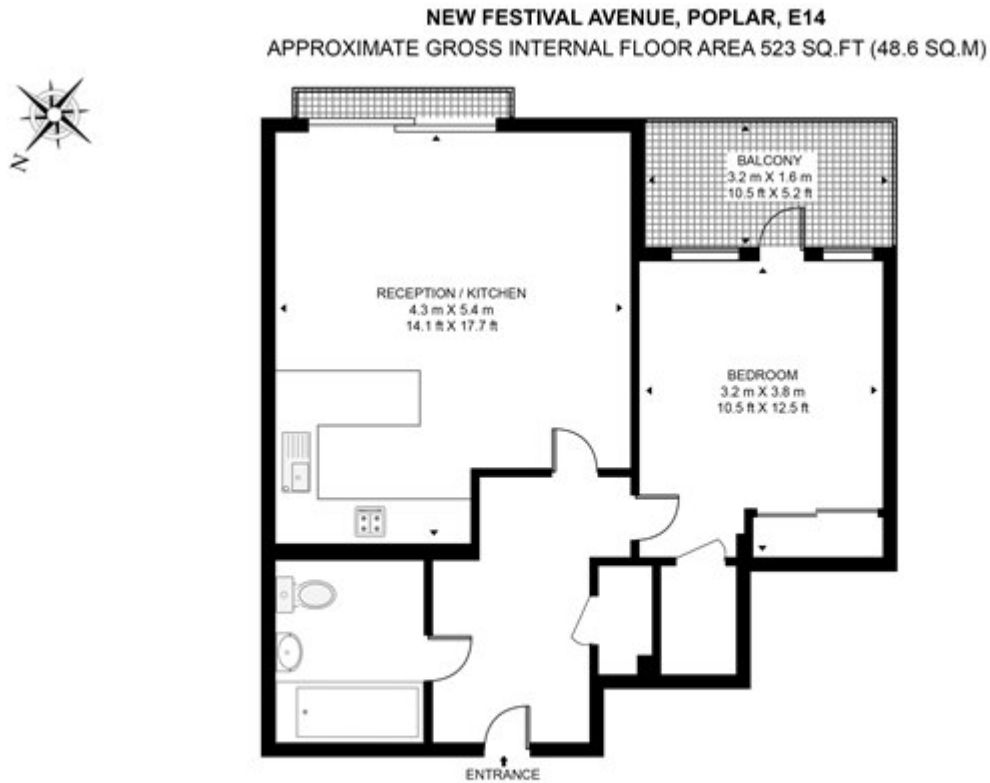 NEW FESTIVAL AVENUE, POPLAR, E14
APPROXIMATE GROSS INTERNAL FLOOR AREA 523 SQ.FT (48.6 SQ.M)
N
BALCONY
3.2 m X 1.6 m
10.5 ft X 5.2 ft
RECEPTION / KITCHEN
4.3 m X 5.4 m
14.1 ft X 17.7 ft
BEDROOM
3.2 m X 3.8 m
10.5 ft X 12.5 ft
ENTRANCE